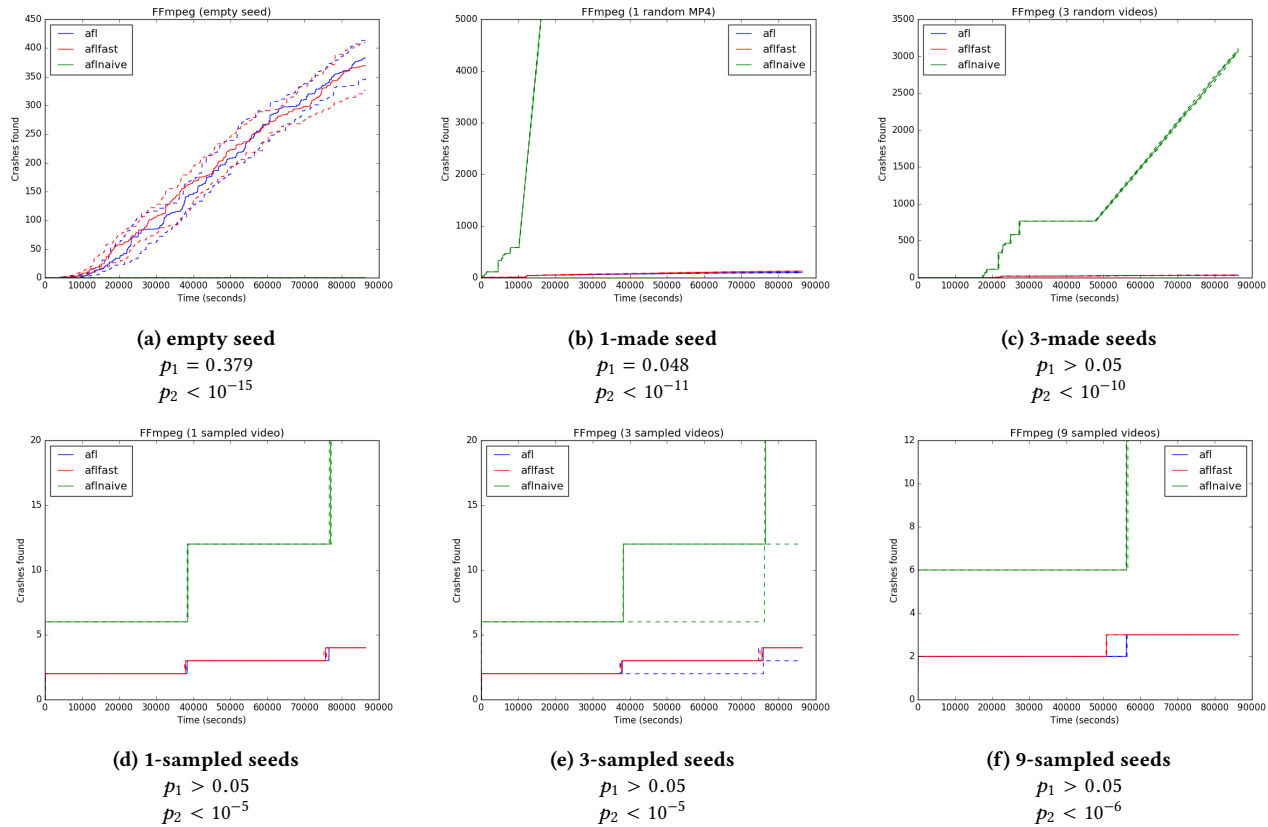 FFmpeg (empty seed)
450
400
350
300
250
200
150
100
50
0
Crashes found
afl
aflfast
aflnaive
0 10000 20000 30000 40000 50000 60000 70000 80000 90000
Time (seconds)
(a) empty seed
p₁ = 0.379
p₂ < 10⁻¹⁵
FFmpeg (1 random MP4)
5000
4000
3000
2000
1000
0
Crashes found
afl
aflfast
aflnaive
0 10000 20000 30000 40000 50000 60000 70000 80000 90000
Time (seconds)
(b) 1-made seed
p₁ = 0.048
p₂ < 10⁻¹¹
FFmpeg (3 random videos)
3500
3000
2500
2000
1500
1000
500
0
Crashes found
afl
aflfast
aflnaive
0 10000 20000 30000 40000 50000 60000 70000 80000 90000
Time (seconds)
(c) 3-made seeds
p₁ > 0.05
p₂ < 10⁻¹⁰
FFmpeg (1 sampled video)
20
15
10
5
0
Crashes found
afl
aflfast
aflnaive
0 10000 20000 30000 40000 50000 60000 70000 80000 90000
Time (seconds)
(d) 1-sampled seeds
p₁ > 0.05
p₂ < 10⁻⁵
FFmpeg (3 sampled videos)
20
15
10
5
0
Crashes found
afl
aflfast
aflnaive
0 10000 20000 30000 40000 50000 60000 70000 80000 90000
Time (seconds)
(e) 3-sampled seeds
p₁ > 0.05
p₂ < 10⁻⁵
FFmpeg (9 sampled videos)
12
10
8
6
4
2
0
Crashes found
afl
aflfast
aflnaive
0 10000 20000 30000 40000 50000 60000 70000 80000 90000
Time (seconds)
(f) 9-sampled seeds
p₁ > 0.05
p₂ < 10⁻⁶